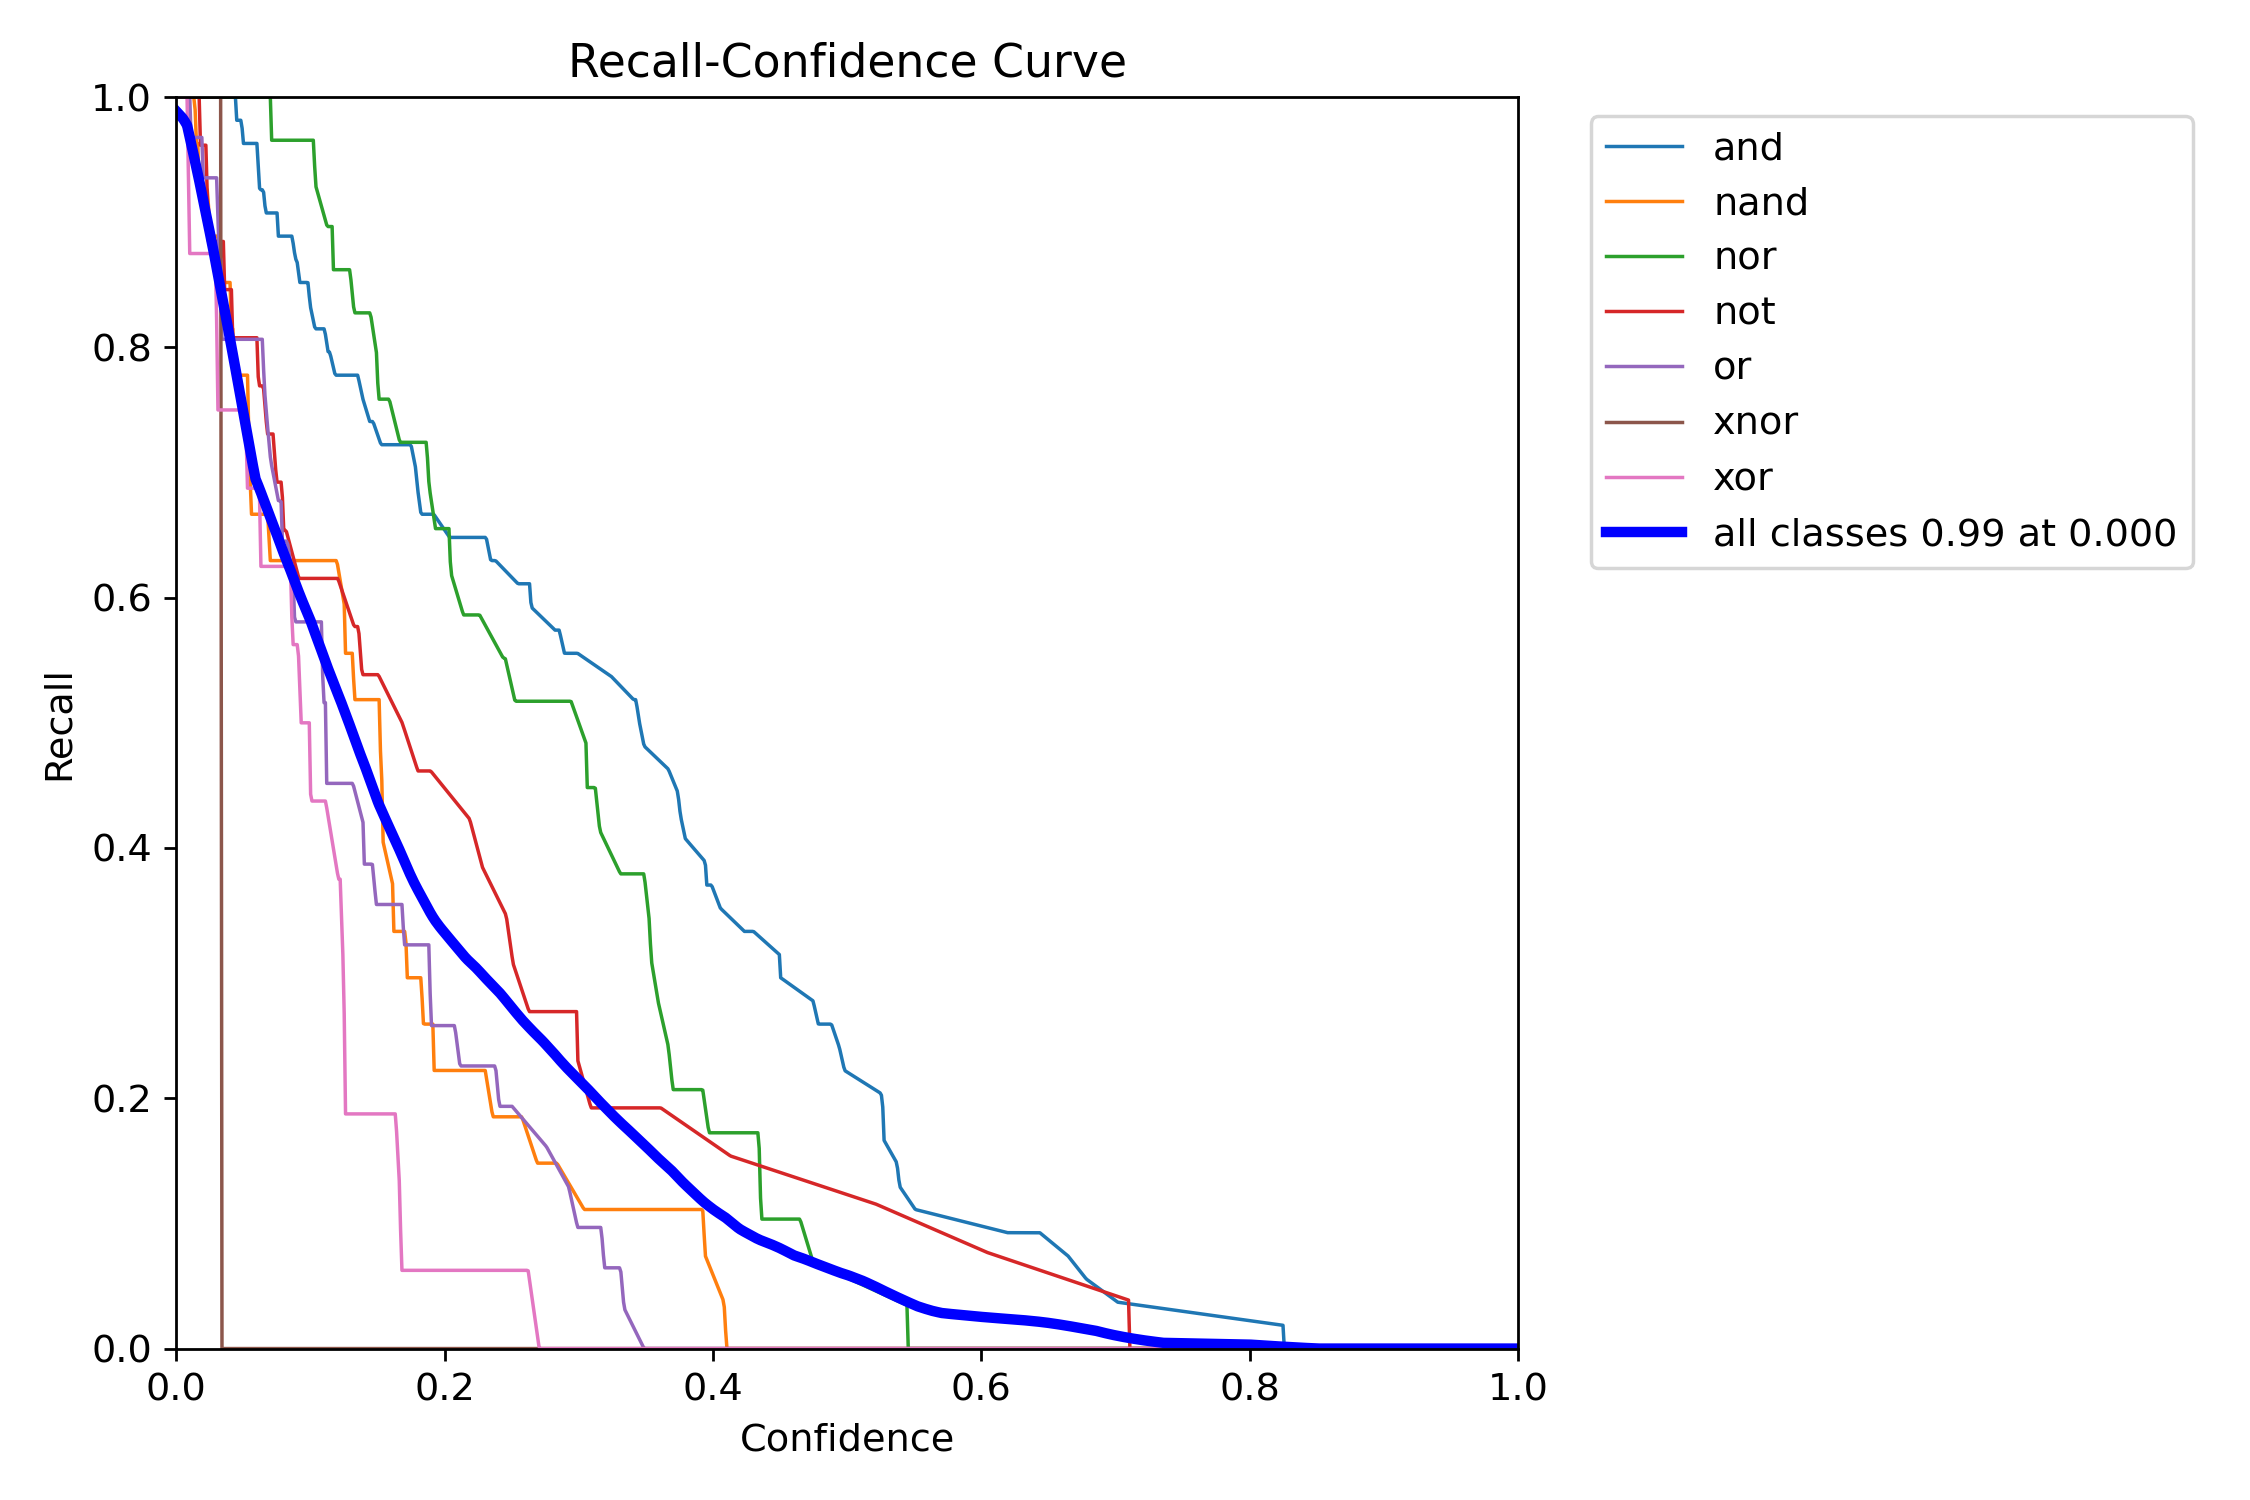 Recall-Confidence Curve
1.0
0.8
0.6
0.4
0.2
0.0
Recall
0.0 0.2 0.4 0.6 0.8 1.0
Confidence
and
nand
nor
not
or
xnor
xor
all classes 0.99 at 0.000